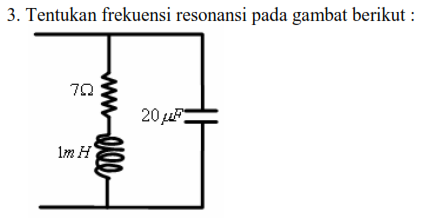 3. Tentukan frekuensi resonansi pada gambat berikut :
7Ω
20 μF
1m H